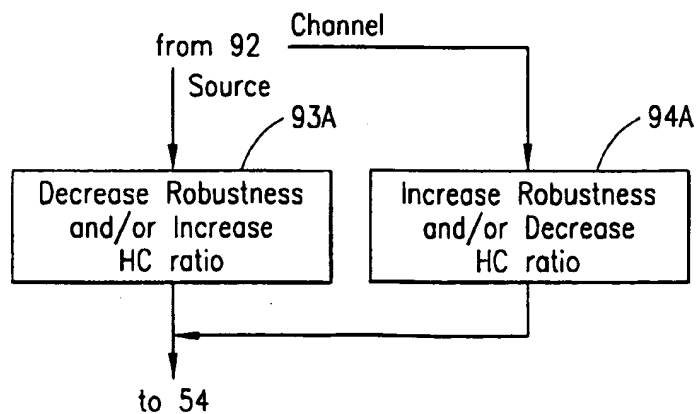 Channel
from 92
Source
93A
94A
Decrease Robustness
and/or Increase
HC ratio
Increase Robustness
and/or Decrease
HC ratio
to 54